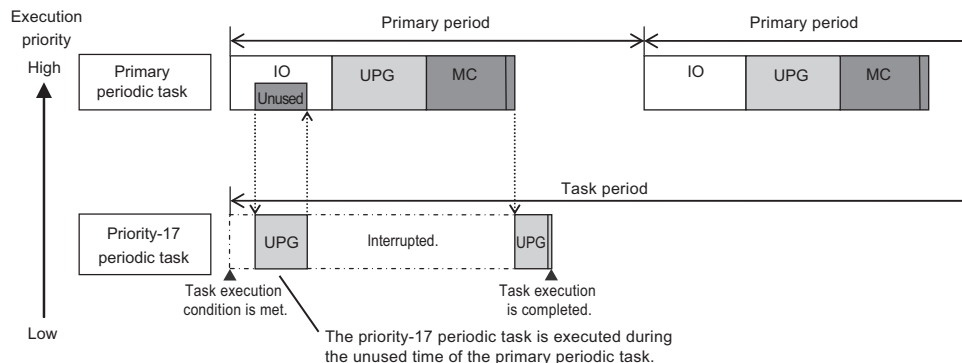 Execution
priority
High
Low
Primary period
Primary period
Primary
periodic task
IO
Unused
UPG
MC
IO
UPG
MC
Task period
Priority-17
periodic task
UPG
Interrupted.
UPG
Task execution
condition is met.
Task execution
is completed.
The priority-17 periodic task is executed during
the unused time of the primary periodic task.